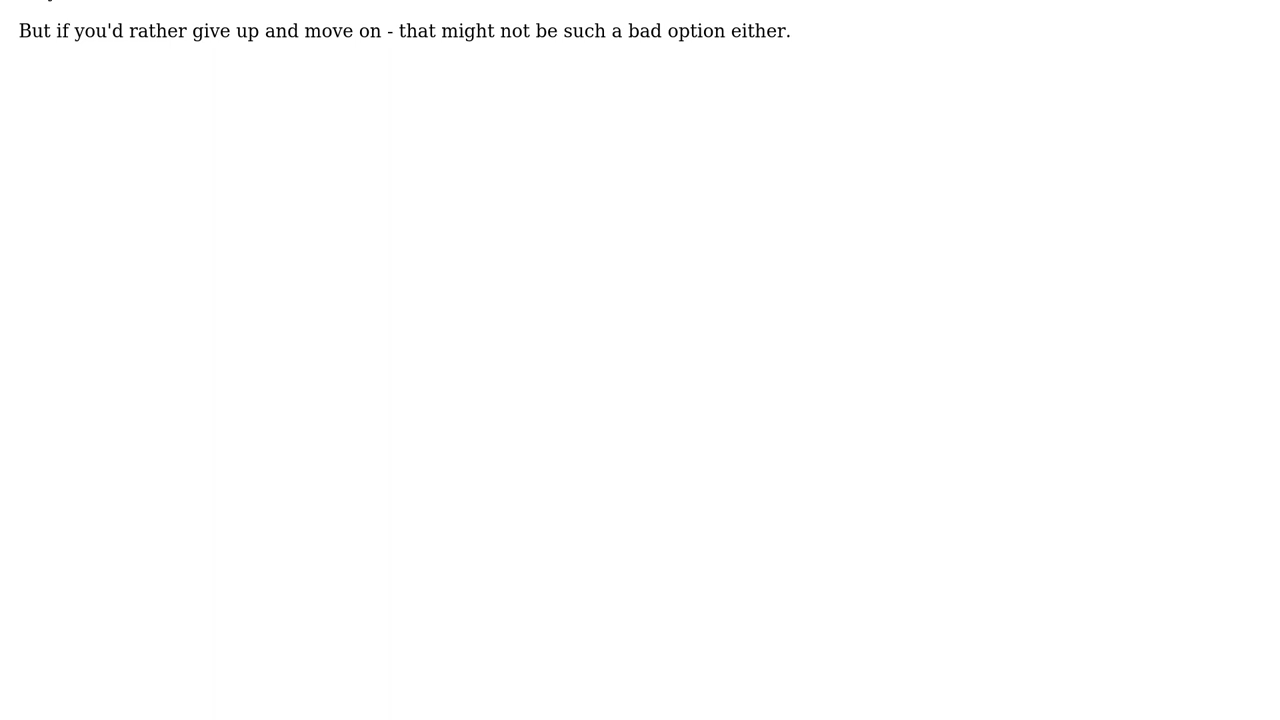 But if you'd rather give up and move on - that might not be such a bad option either.